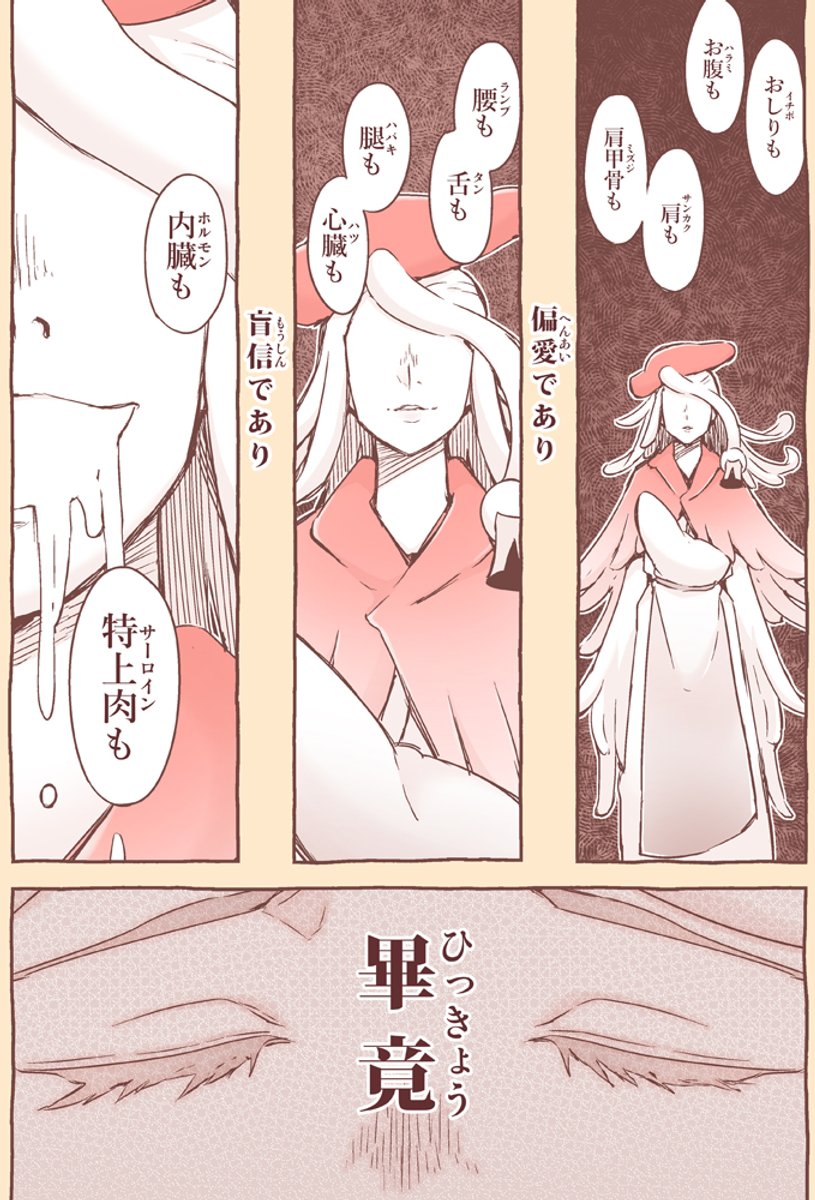 おしりも
イチボ
お腹も
ハラミ
肩も
サンカク
肩甲骨も
ミズジ
偏愛であり
へんあい
腰も
ランプ
舌も
タン
腿も
ハバキ
心臓も
ハツ
盲信であり
もうしん
内臓も
ホルモン
特上肉も
サーロイン
畢竟
ひっきょう